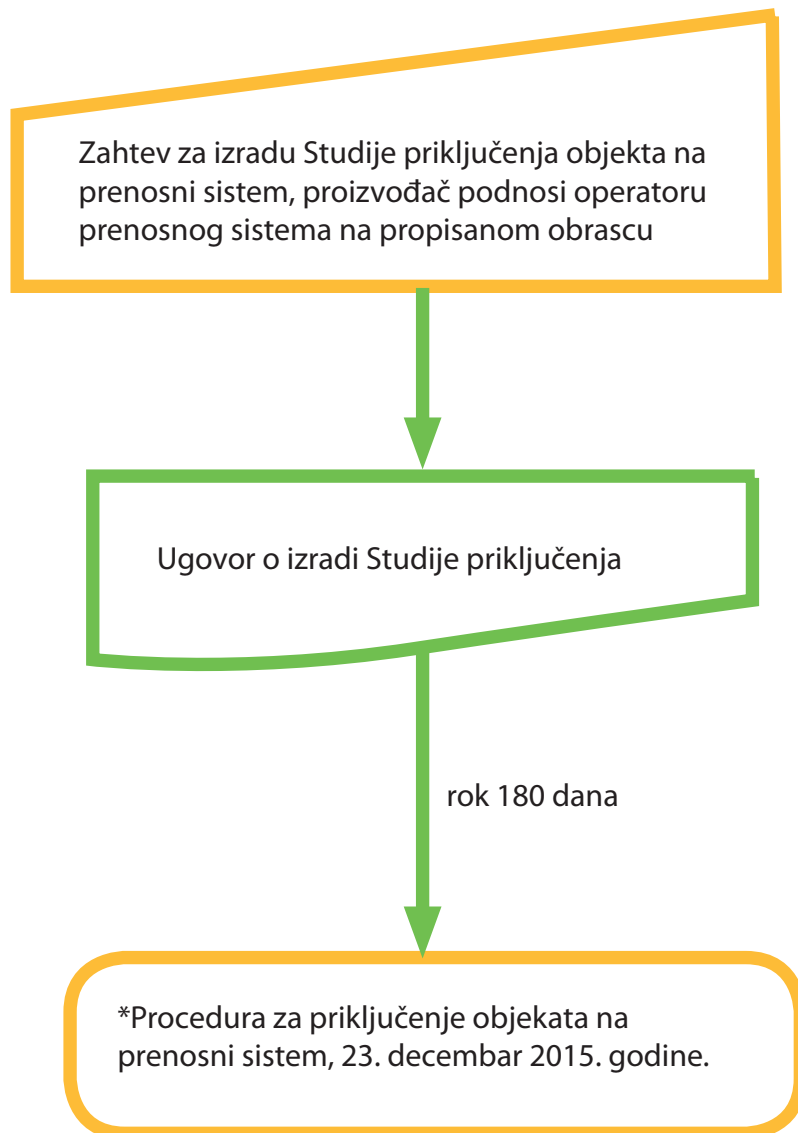 Zahtev za izradu Studije priključenja objekta na
prenosni sistem, proizvođač podnosi operatoru
prenosnog sistema na propisanom obrascu
Ugovor o izradi Studije priključenja
rok 180 dana
*Procedura za priključenje objekata na
prenosni sistem, 23. decembar 2015. godine.